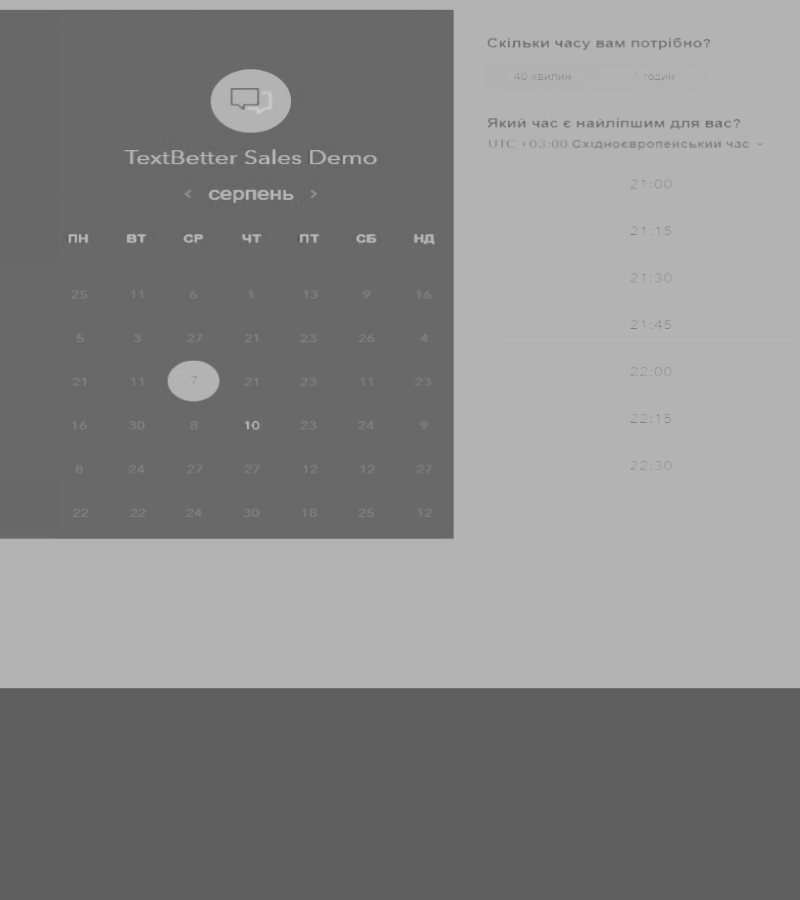 TextBetter Sales Demo
‹ серпень ›
ПН ВТ СР ЧТ ПТ СБ НД
25 11 6 1 13 9 16
5 3 27 21 23 26 4
21 11 7 21 23 11 23
16 30 8 10 23 24 9
8 24 27 27 12 12 27
22 22 24 30 18 25 12
Скільки часу вам потрібно?
40 хвилин 1 годин
Який час є найліпшим для вас?
UTC +03:00 Східноєвропейський час
21:00
21:15
21:30
21:45
22:00
22:15
22:30